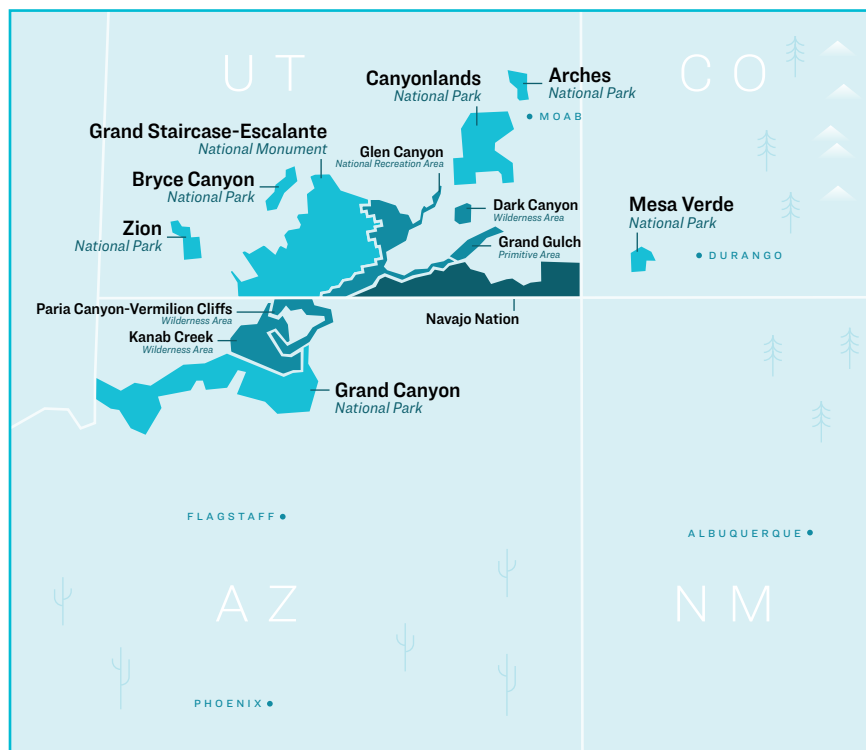 UT
CO
Canyonlands
National Park
Arches
National Park
MOAB
Grand Staircase-Escalante
National Monument
Glen Canyon
National Recreation Area
Bryce Canyon
National Park
Dark Canyon
Wilderness Area
Mesa Verde
National Park
Zion
National Park
Grand Gulch
Primitive Area
DURANGO
Paria Canyon-Vermilion Cliffs
Wilderness Area
Navajo Nation
Kanab Creek
Wilderness Area
Grand Canyon
National Park
FLAGSTAFF
ALBUQUERQUE
AZ
NM
PHOENIX